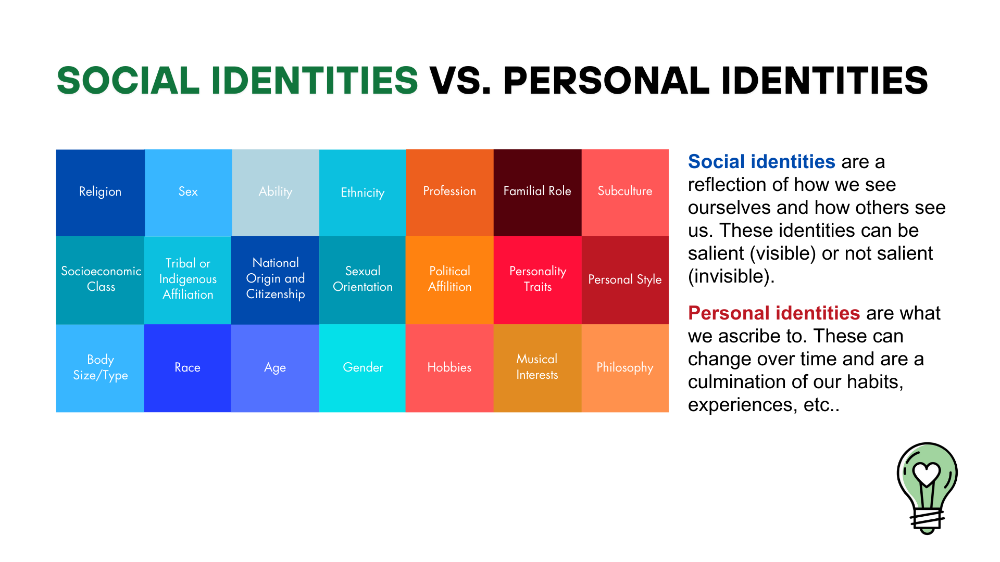 SOCIAL IDENTITIES VS. PERSONAL IDENTITIES
Religion
Sex
Ability
Ethnicity
Profession
Familial Role
Subculture
Socioeconomic
Class
Tribal or
Indigenous
Affiliation
National
Origin and
Citizenship
Sexual
Orientation
Political
Affilition
Personality
Traits
Personal Style
Body
Size/Type
Race
Age
Gender
Hobbies
Musical
Interests
Philosophy
Social identities are a
reflection of how we see
ourselves and how others see
us. These identities can be
salient (visible) or not salient
(invisible).
Personal identities are what
we ascribe to. These can
change over time and are a
culmination of our habits,
experiences, etc..